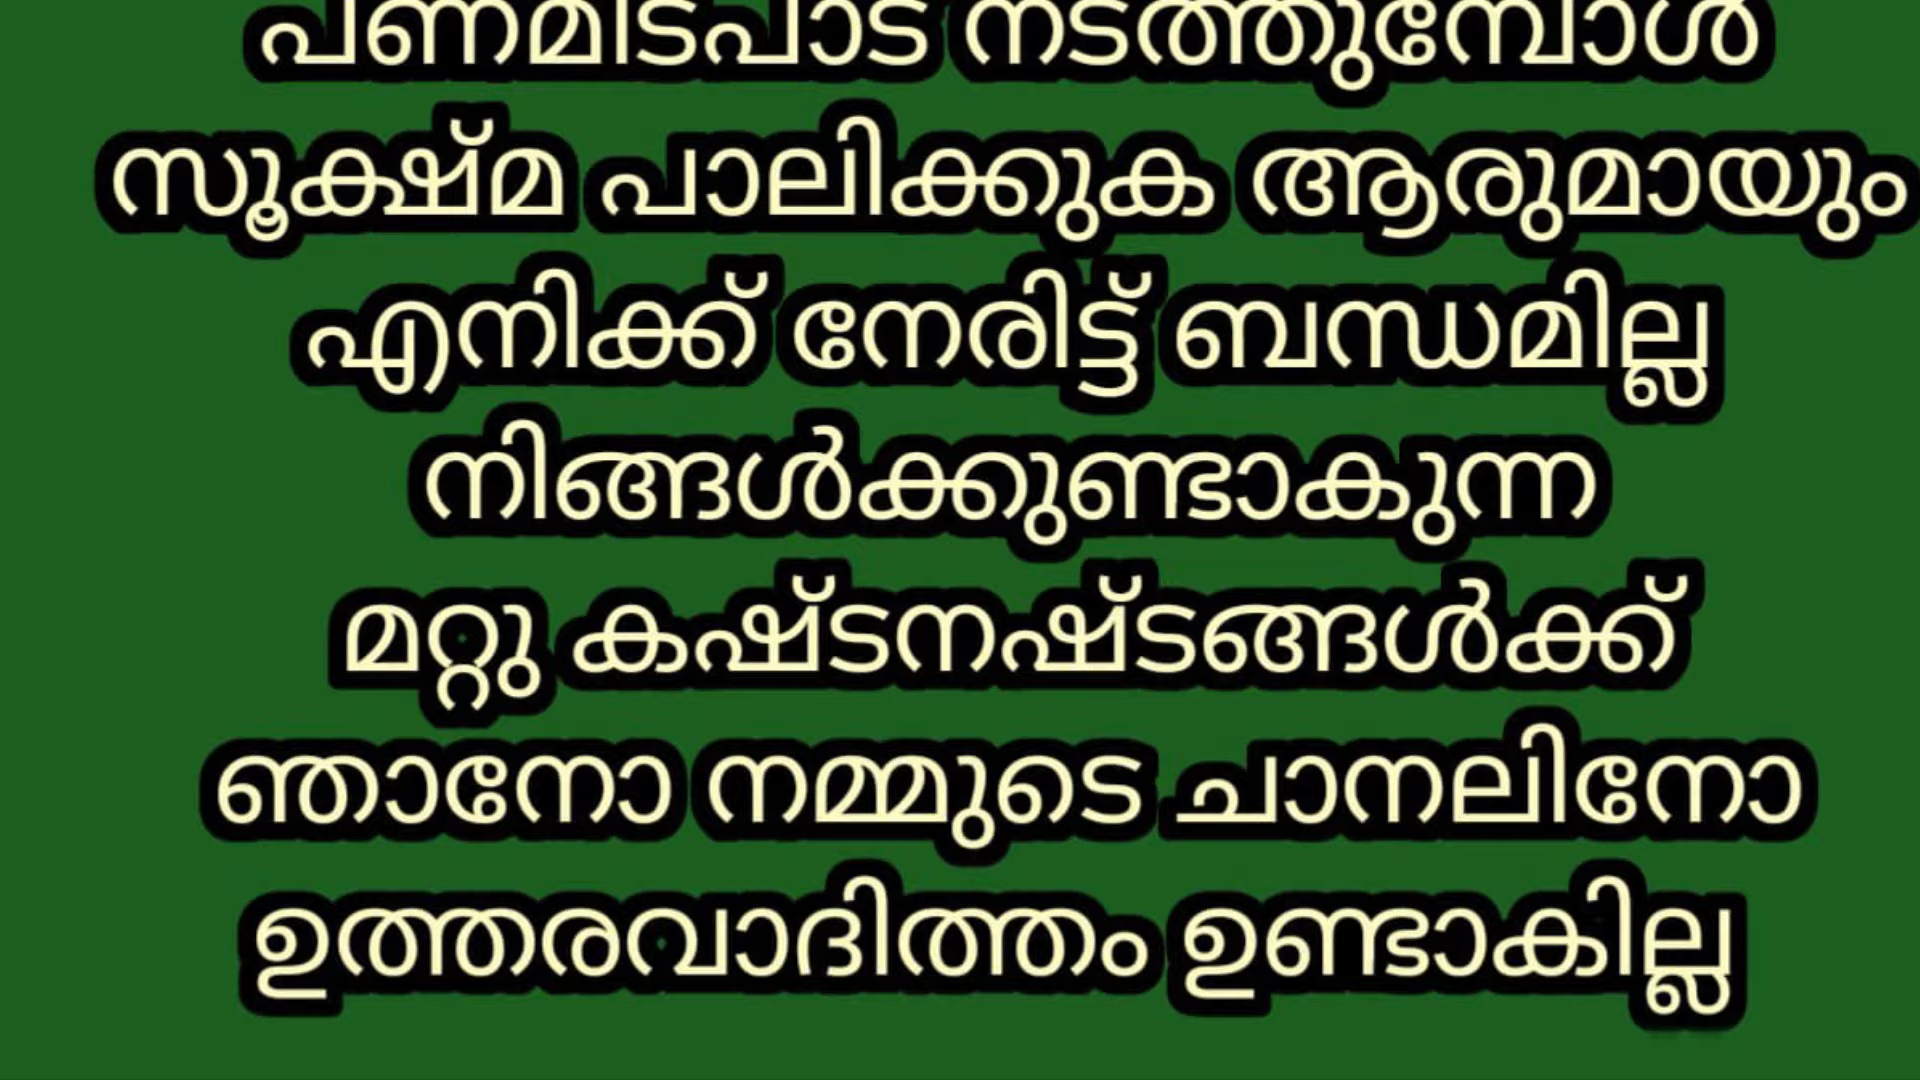 പണമിടപാട് നടത്തുമ്പോൾ
സൂക്ഷ്മ പാലിക്കുക ആരുമായും
എനിക്ക് നേരിട്ട് ബന്ധമില്ല
നിങ്ങൾക്കുണ്ടാകുന്ന
മറ്റു കഷ്ടനഷ്ടങ്ങൾക്ക്
ഞാനോ നമ്മുടെ ചാനലിനോ
ഉത്തരവാദിത്തം ഉണ്ടാകില്ല